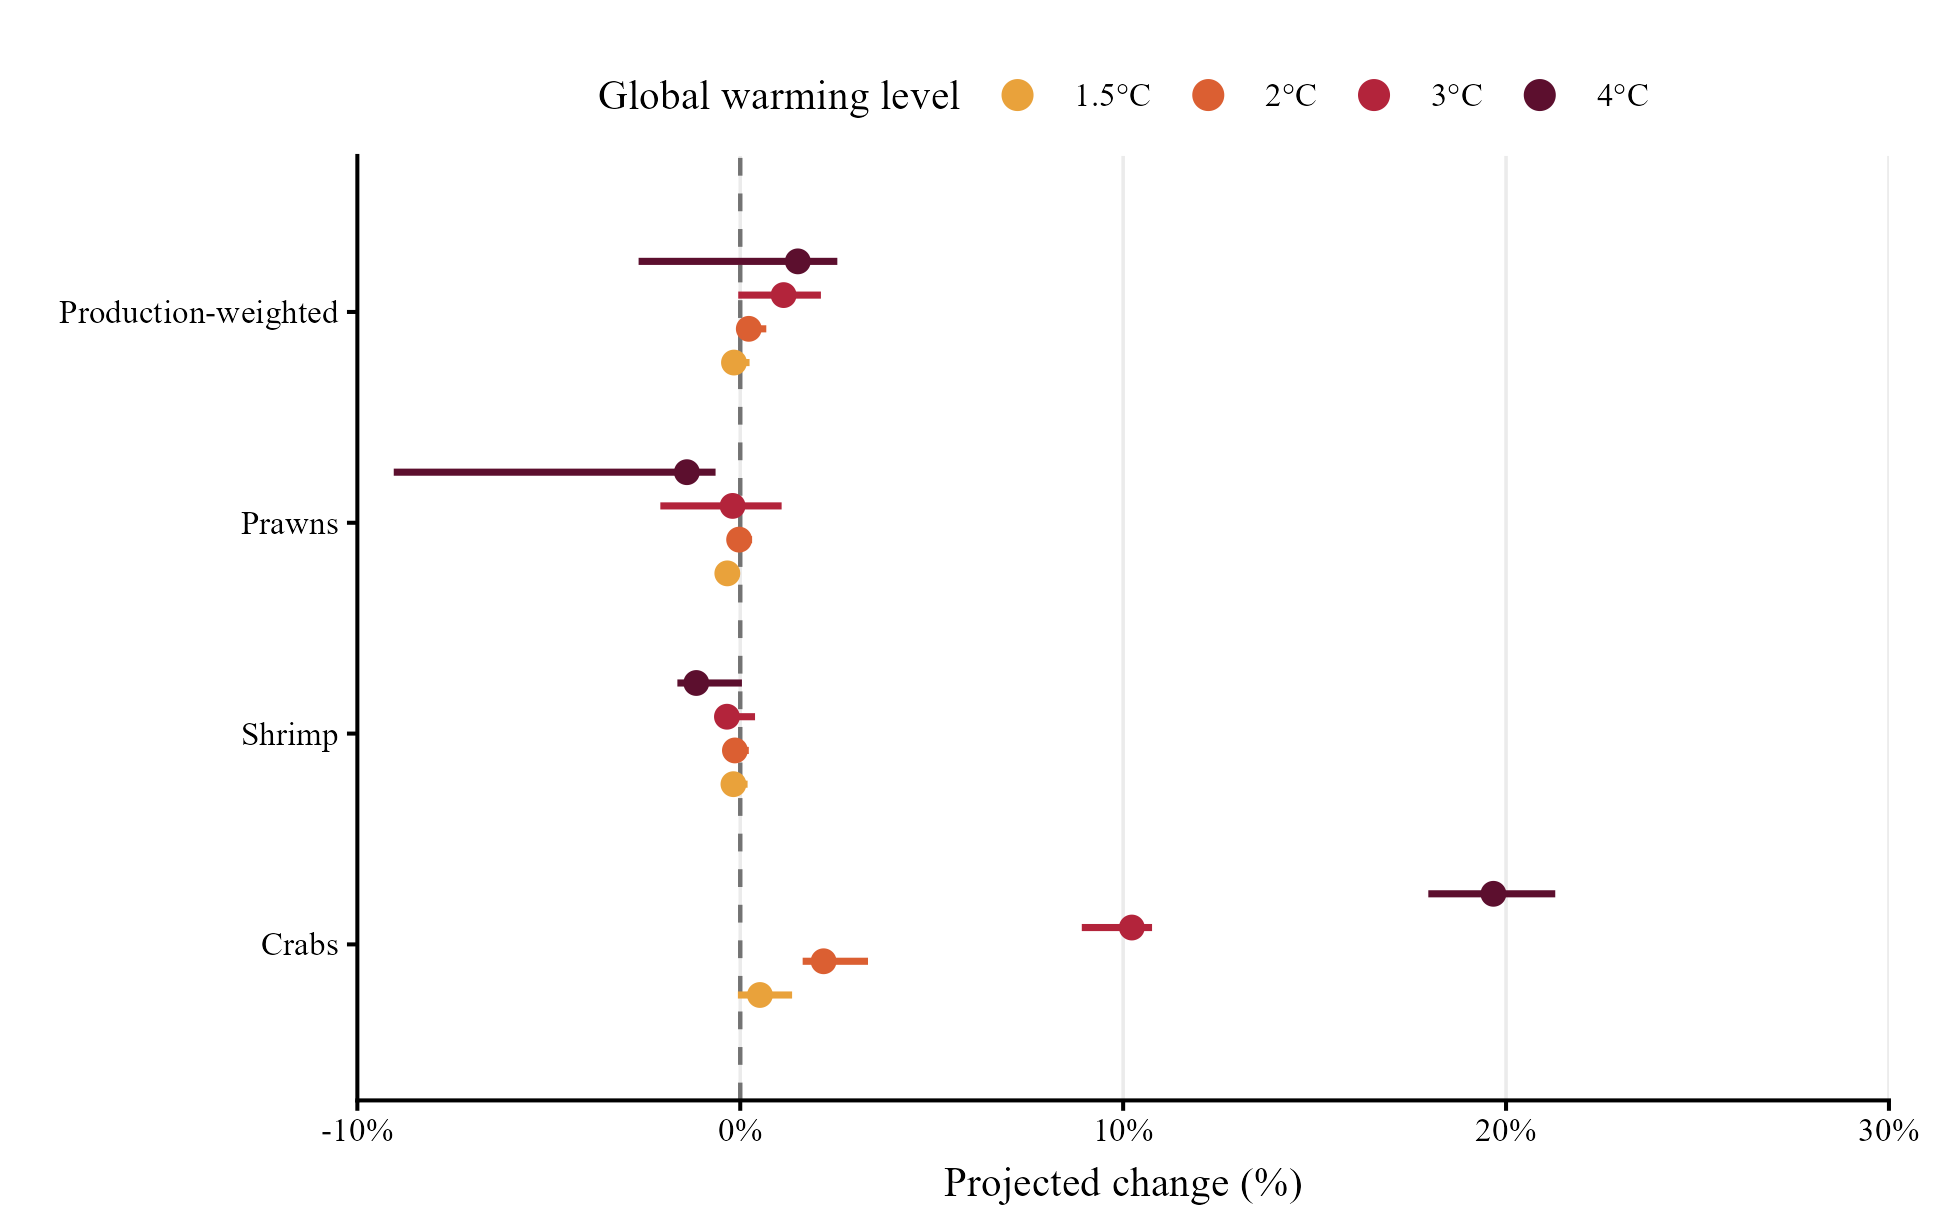 Global warming level 1.5°C 2°C 3°C 4°C
Production-weighted
Prawns
Shrimp
Crabs
-10% 0% 10% 20% 30%
Projected change (%)